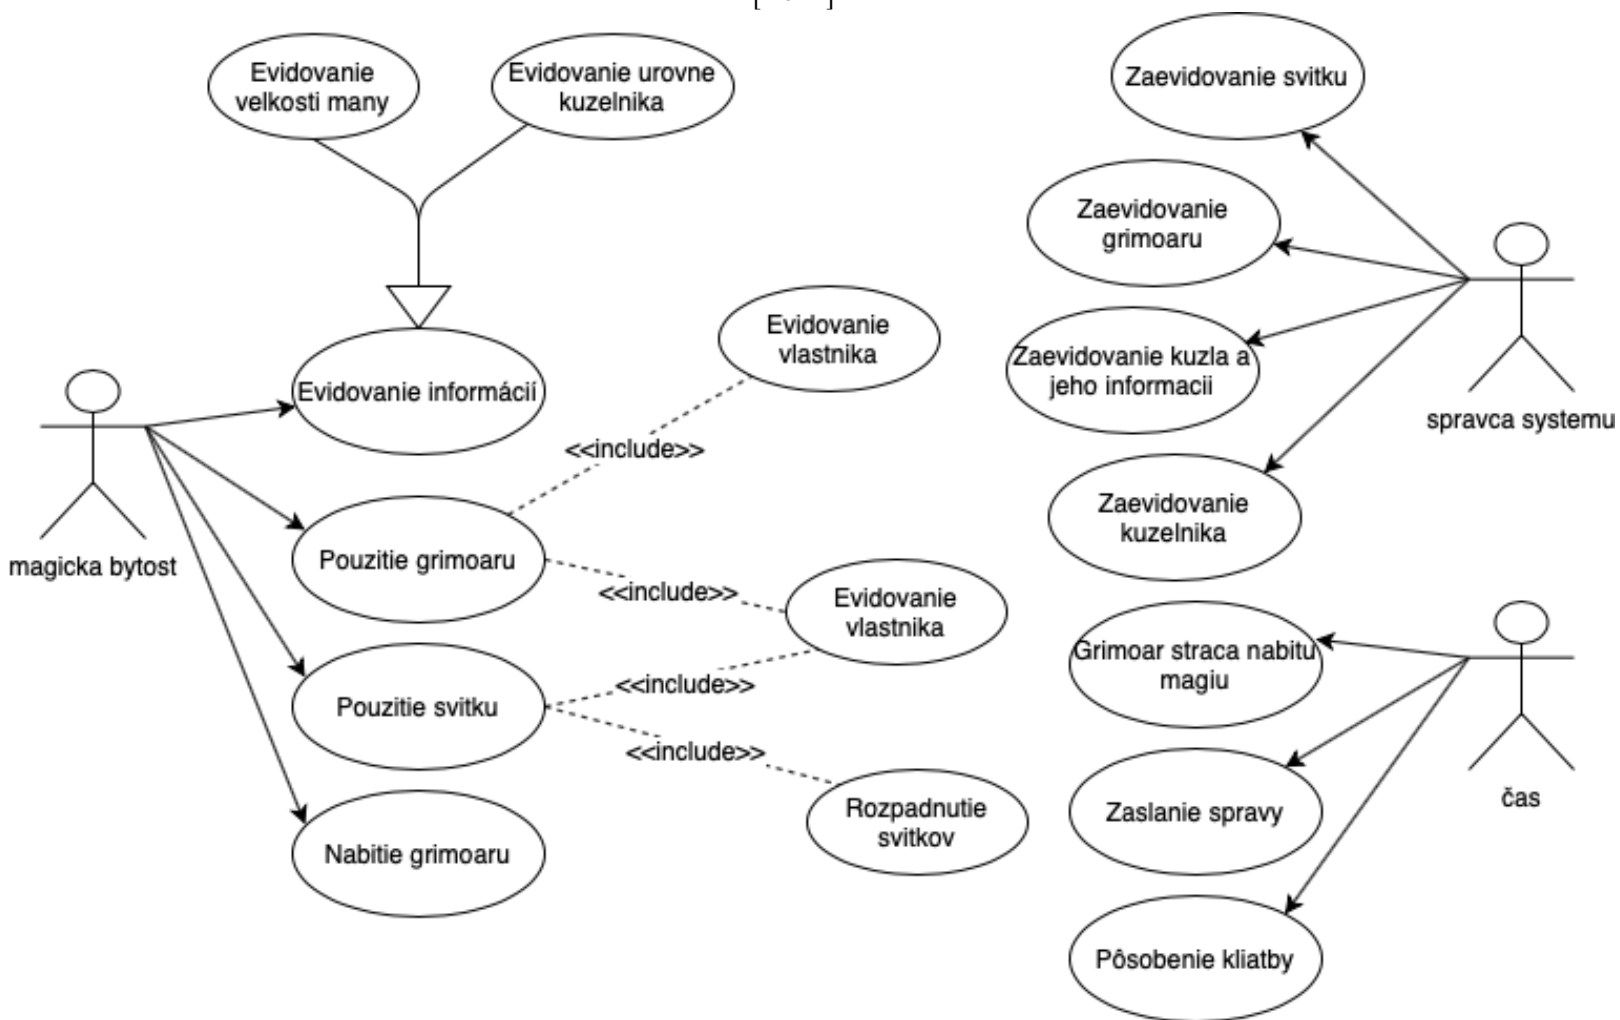 Evidovanie
velkosti many
Evidovanie urovne
kuzelnika
Zaevidovanie svitku
Zaevidovanie
grimoaru
Evidovanie
vlastnika
Zaevidovanie kuzla a
jeho informacii
Evidovanie informácií
spravca systemu
<<include>>
Zaevidovanie
kuzelnika
Pouzitie grimoaru
magicka bytost
<<include>>
Evidovanie
vlastnika
Grimoar straca nabitu
magiu
<<include>>
Pouzitie svitku
<<include>>
čas
Zaslanie spravy
Rozpadnutie
svitkov
Nabitie grimoaru
Pôsobenie kliatby